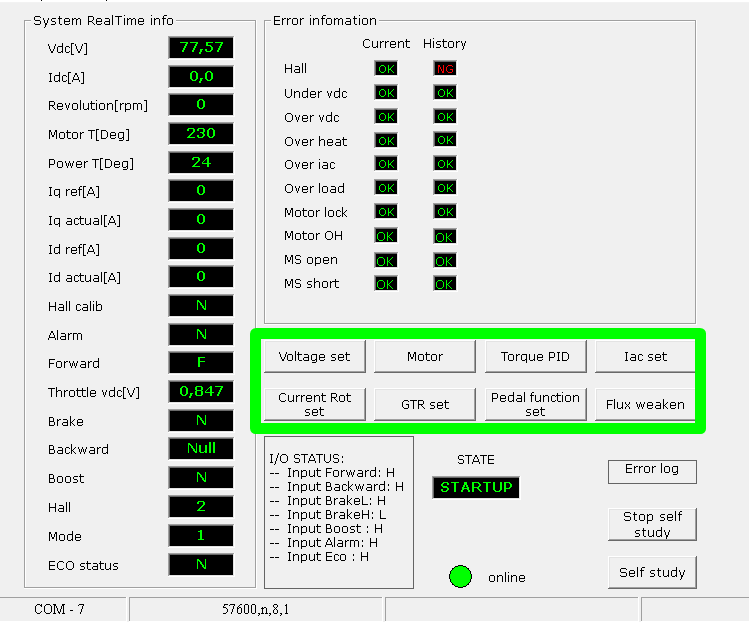 System RealTime info
Vdc[V] 77,57
Idc[A] 0,0
Revolution[rpm] 0
Motor T[Deg] 230
Power T[Deg] 24
Iq ref[A] 0
Iq actual[A] 0
Id ref[A] 0
Id actual[A] 0
Hall calib N
Alarm N
Forward F
Throttle vdc[V] 0,847
Brake N
Backward Null
Boost N
Hall 2
Mode 1
ECO status N
Error infomation
Current History
Hall OK NG
Under vdc OK OK
Over vdc OK OK
Over heat OK OK
Over iac OK OK
Over load OK OK
Motor lock OK OK
Motor OH OK OK
MS open OK OK
MS short OK OK
Voltage set Motor Torque PID Iac set
Current Rot
set
GTR set
Pedal function
set
Flux weaken
I/O STATUS:
-- Input Forward: H
-- Input Backward: H
-- Input BrakeL: H
-- Input BrakeH: L
-- Input Boost : H
-- Input Alarm: H
-- Input Eco : H
STATE
STARTUP
online
Error log
Stop self
study
Self study
COM - 7 57600,n,8,1